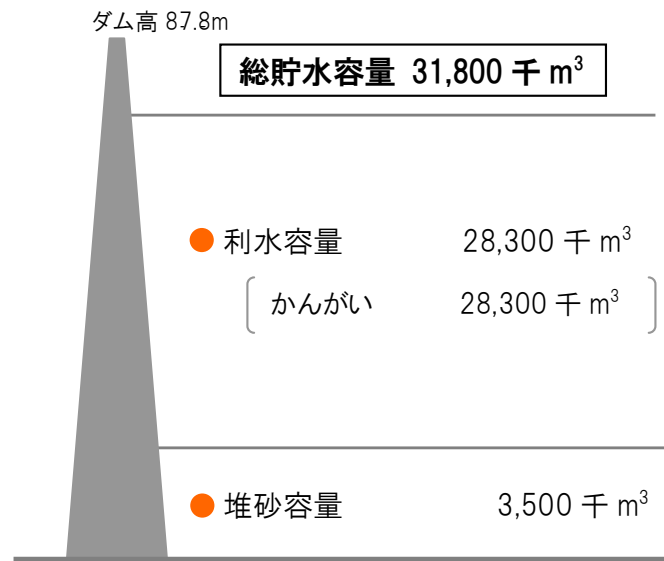 ダム高 87.8m
総貯水容量 31,800 千 m³
利水容量 28,300 千 m³
かんがい 28,300 千 m³
堆砂容量 3,500 千 m³